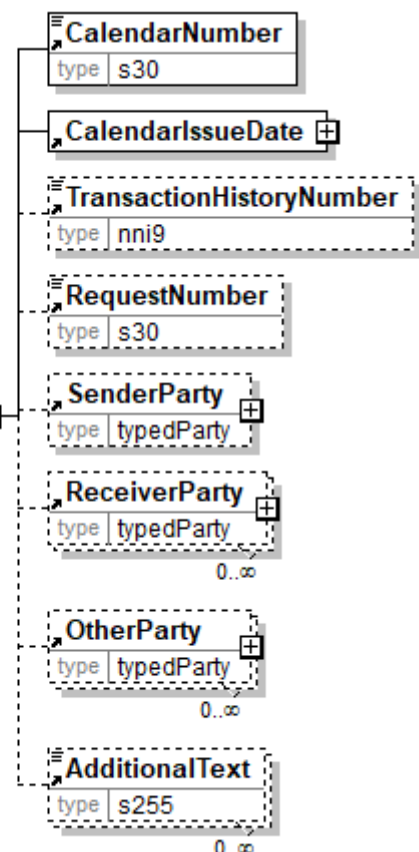 CalendarNumber
type s30
CalendarIssueDate
TransactionHistoryNumber
type nni9
RequestNumber
type s30
SenderParty
type typedParty
ReceiverParty
type typedParty
0..∞
OtherParty
type typedParty
0..∞
AdditionalText
type s255
0..∞